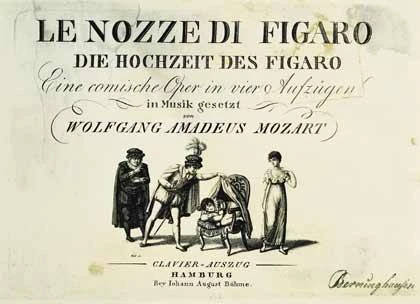 LE NOZZE DI FIGARO
DIE HOCHZEIT DES FIGARO
Eine comische Oper in vier Aufzügen
in Musik gesetzt
von
WOLFGANG AMADEUS MOZART
CLAVIER-AUSZUG
HAMBURG
Bey Johann August Böhme.